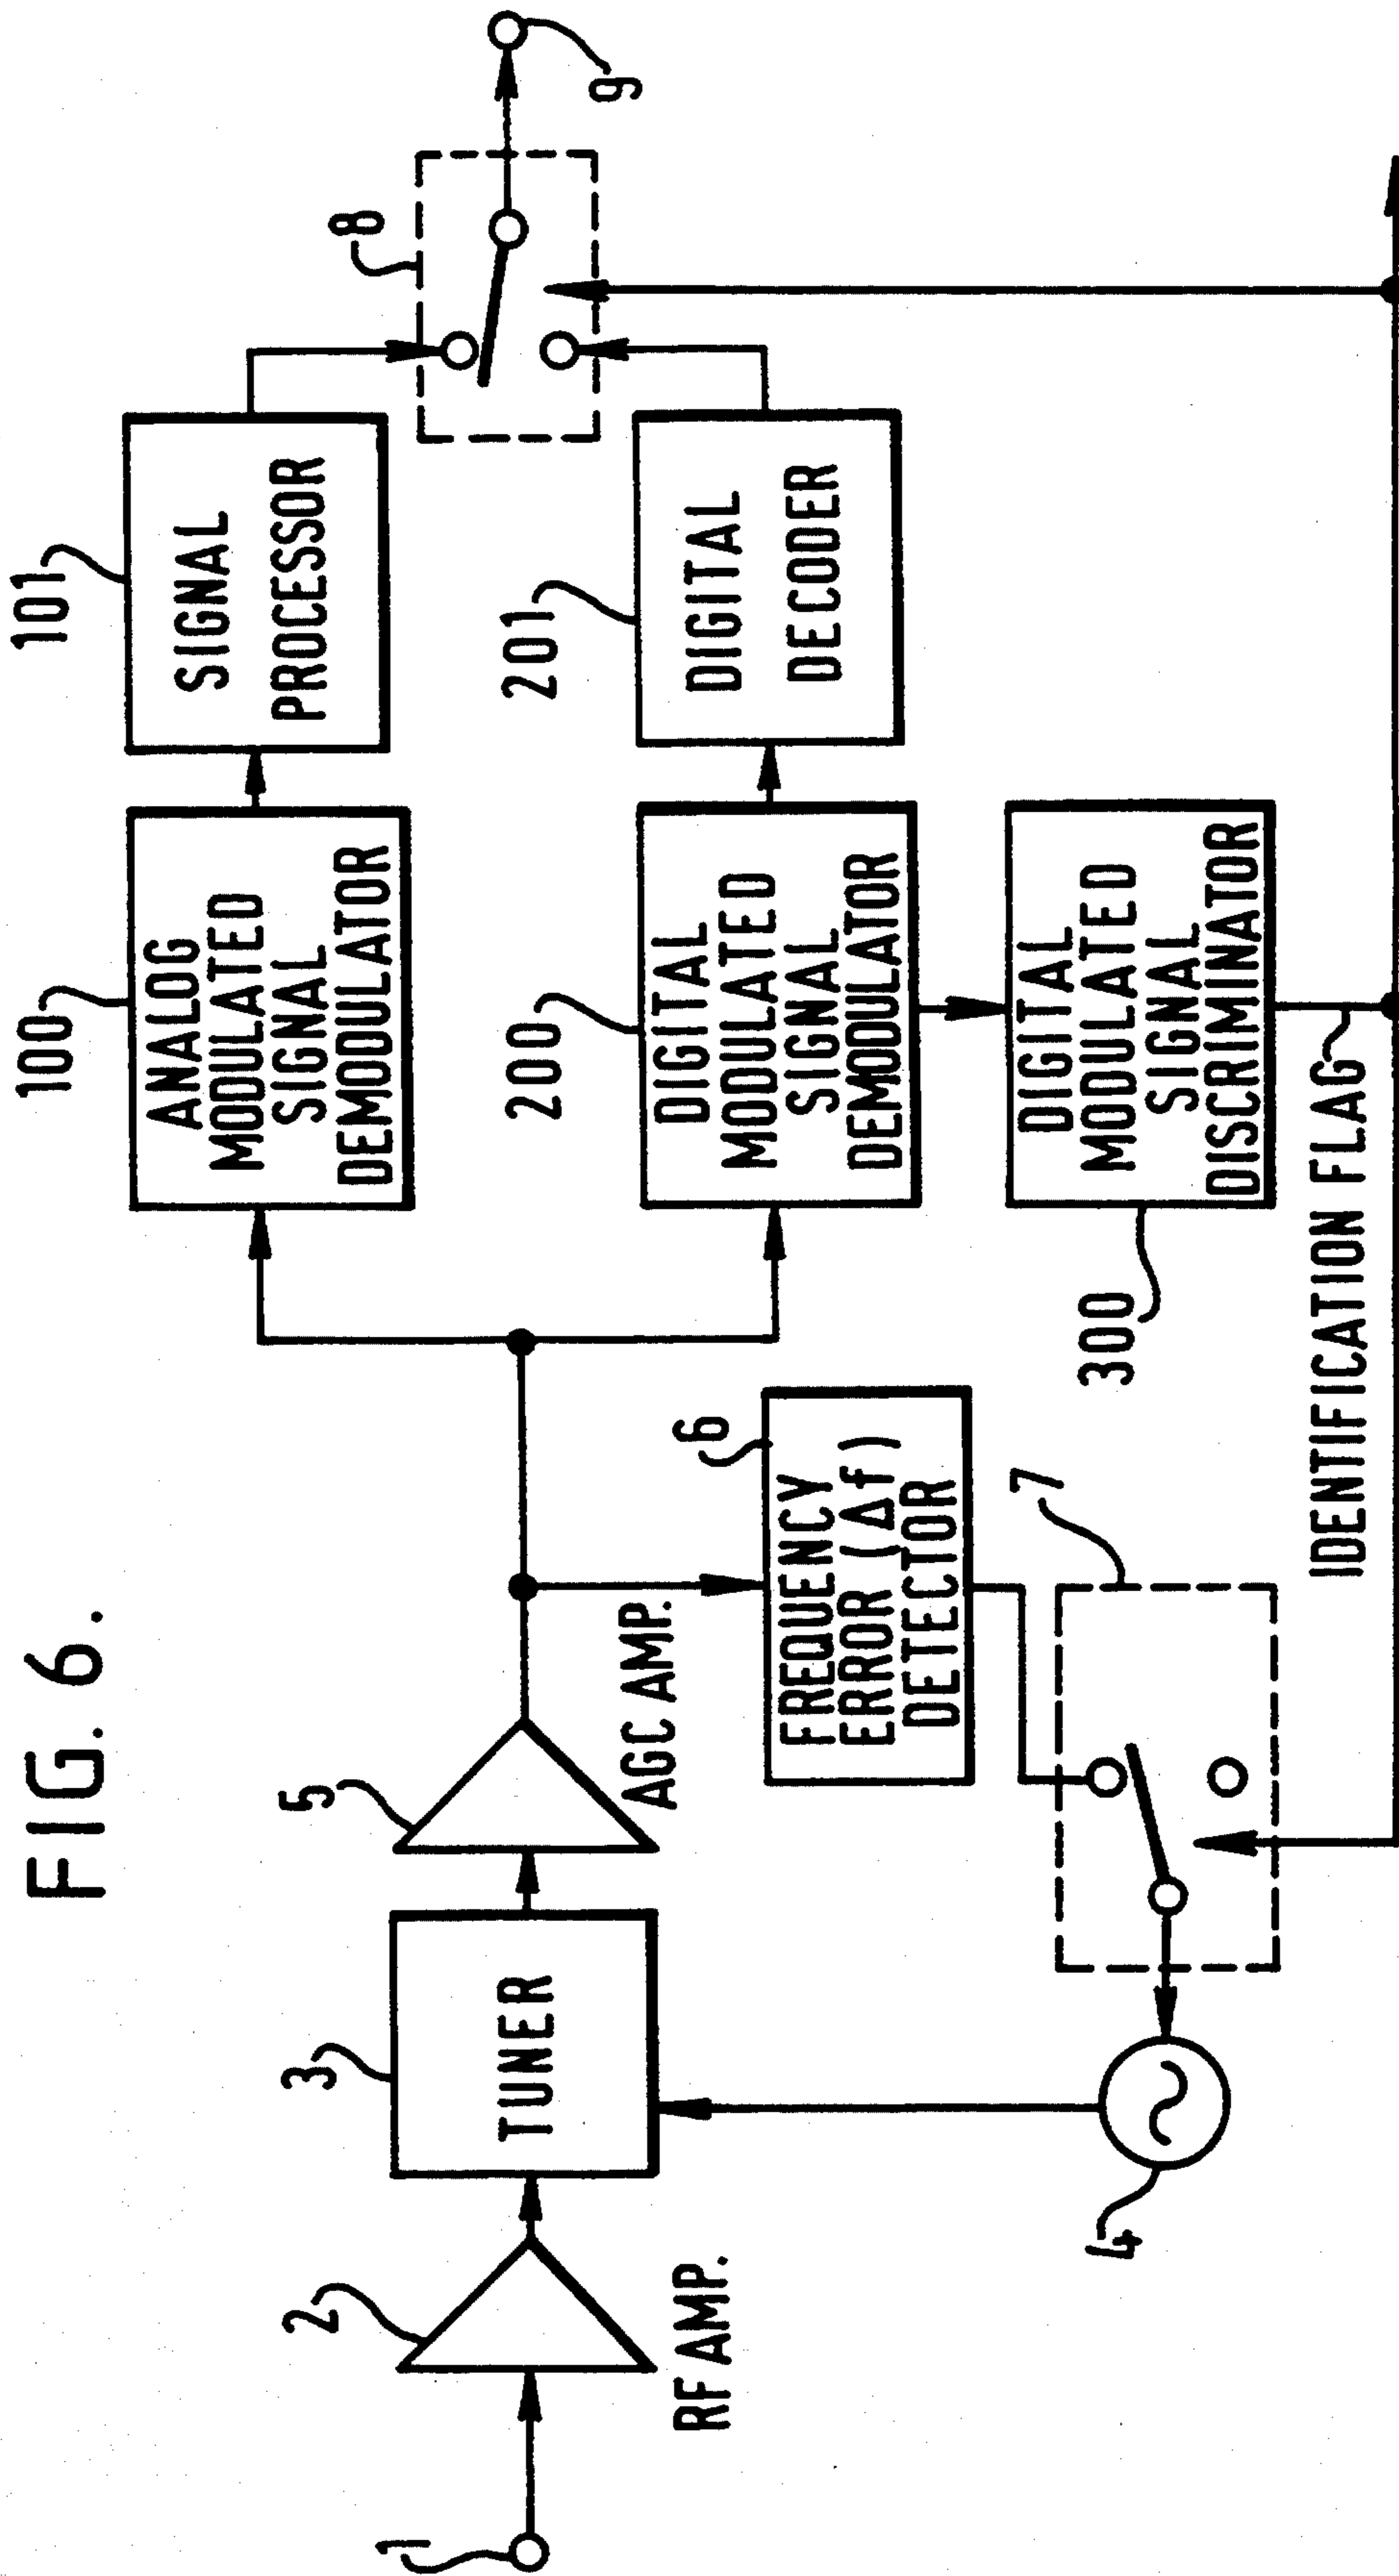 FIG. 6.
1
2
RF AMP.
3
TUNER
4
5
AGC AMP.
6
FREQUENCY
ERROR (Δf)
DETECTOR
7
100
ANALOG
MODULATED
SIGNAL
DEMODULATOR
101
SIGNAL
PROCESSOR
200
DIGITAL
MODULATED
SIGNAL
DEMODULATOR
201
DIGITAL
DECODER
300
DIGITAL
MODULATED
SIGNAL
DISCRIMINATOR
IDENTIFICATION FLAG
8
9